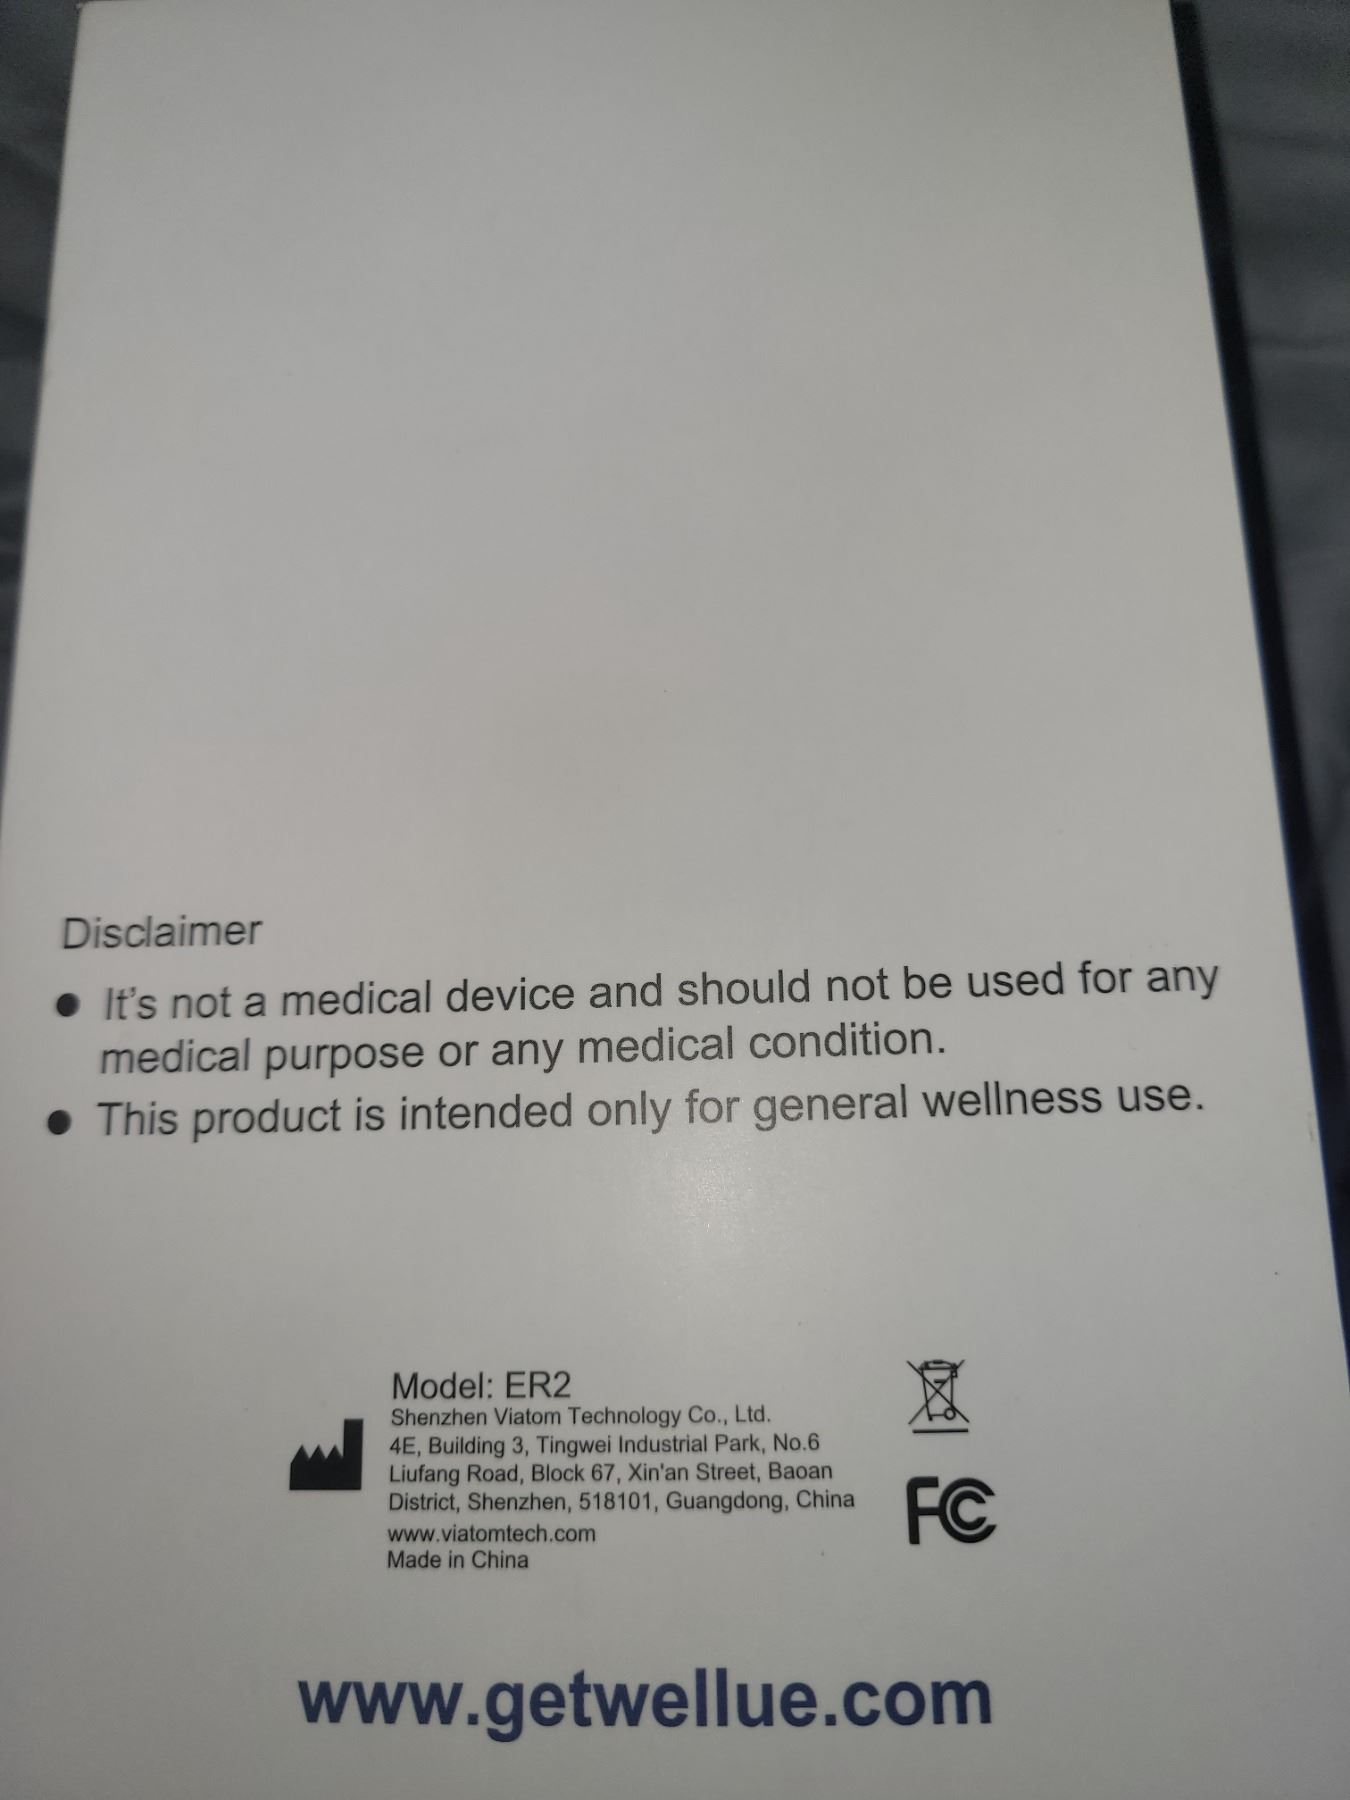 Disclaimer
● It's not a medical device and should not be used for any
medical purpose or any medical condition.
● This product is intended only for general wellness use.
Model: ER2
Shenzhen Viatom Technology Co., Ltd.
4E, Building 3, Tingwei Industrial Park, No.6
Liufang Road, Block 67, Xin'an Street, Baoan
District, Shenzhen, 518101, Guangdong, China
www.viatomtech.com
Made in China
FC
www.getwellue.com